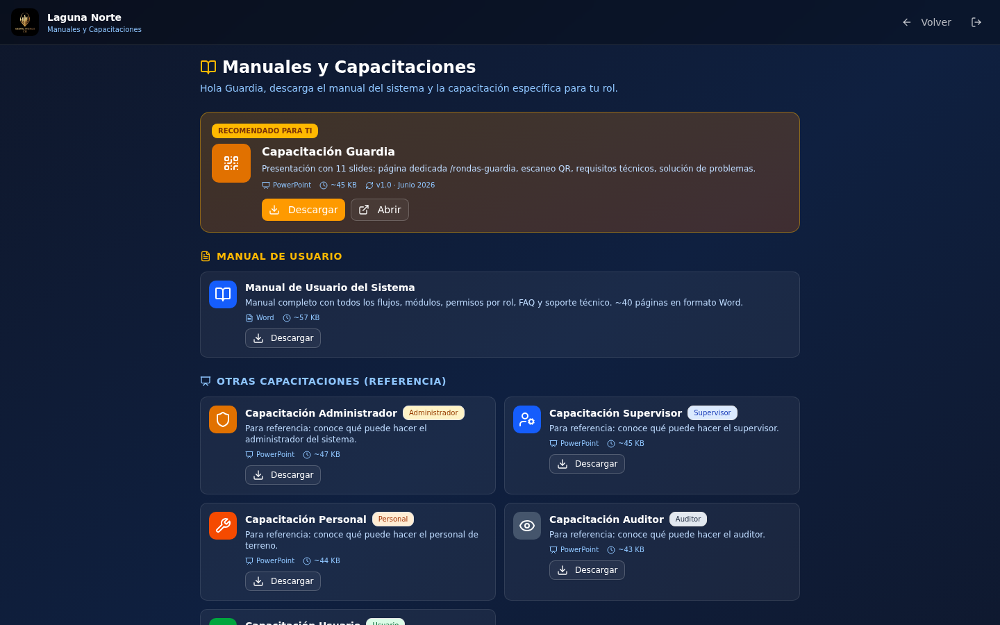 Laguna Norte
Manuales y Capacitaciones
Volver
Manuales y Capacitaciones
Hola Guardia, descarga el manual del sistema y la capacitación específica para tu rol.
RECOMENDADO PARA TI
Capacitación Guardia
Presentación con 11 slides: página dedicada /rondas-guardia, escaneo QR, requisitos técnicos, solución de problemas.
PowerPoint ~45 KB v1.0 · Junio 2026
Descargar Abrir
MANUAL DE USUARIO
Manual de Usuario del Sistema
Manual completo con todos los flujos, módulos, permisos por rol, FAQ y soporte técnico. ~40 páginas en formato Word.
Word ~57 KB
Descargar
OTRAS CAPACITACIONES (REFERENCIA)
Capacitación Administrador Administrador
Para referencia: conoce qué puede hacer el
administrador del sistema.
PowerPoint ~47 KB
Descargar
Capacitación Supervisor Supervisor
Para referencia: conoce qué puede hacer el supervisor.
PowerPoint ~45 KB
Descargar
Capacitación Personal Personal
Para referencia: conoce qué puede hacer el personal de
terreno.
PowerPoint ~44 KB
Descargar
Capacitación Auditor Auditor
Para referencia: conoce qué puede hacer el auditor.
PowerPoint ~43 KB
Descargar
Capacitación Usuario Usuario